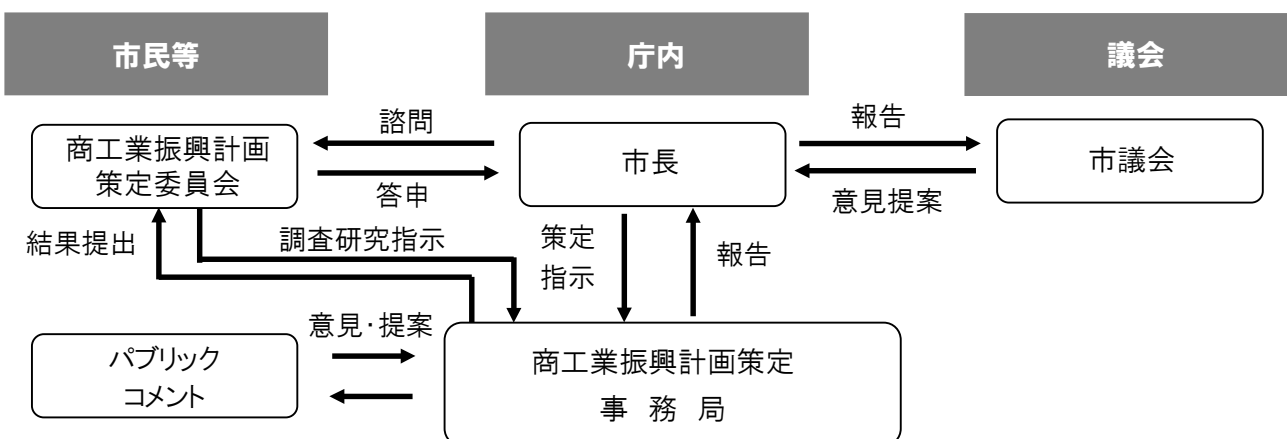 市民等
庁内
議会
諮問
報告
商工業振興計画
策定委員会
市長
市議会
答申
意見提案
結果提出
調査研究指示
策定
指示
報告
意見・提案
パブリック
コメント
商工業振興計画策定
事 務 局